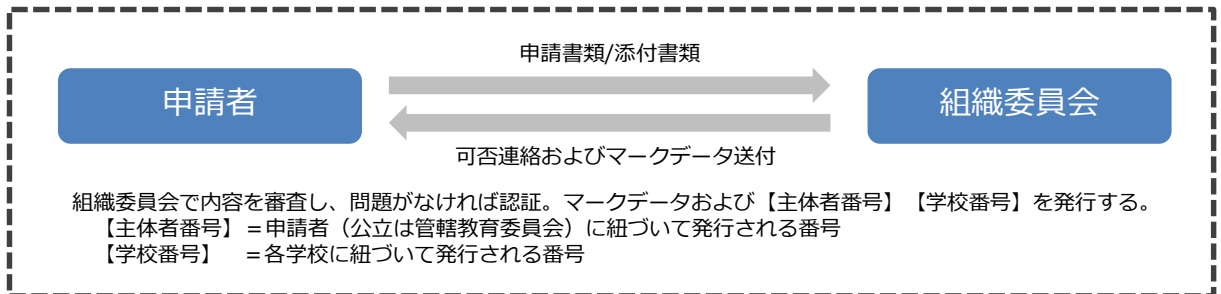 申請書類/添付書類
申請者
組織委員会
可否連絡およびマークデータ送付
組織委員会で内容を審査し、問題がなければ認証。マークデータおよび【主体者番号】【学校番号】を発行する。
【主体者番号】＝申請者（公立は管轄教育委員会）に紐づいて発行される番号
【学校番号】　＝各学校に紐づいて発行される番号